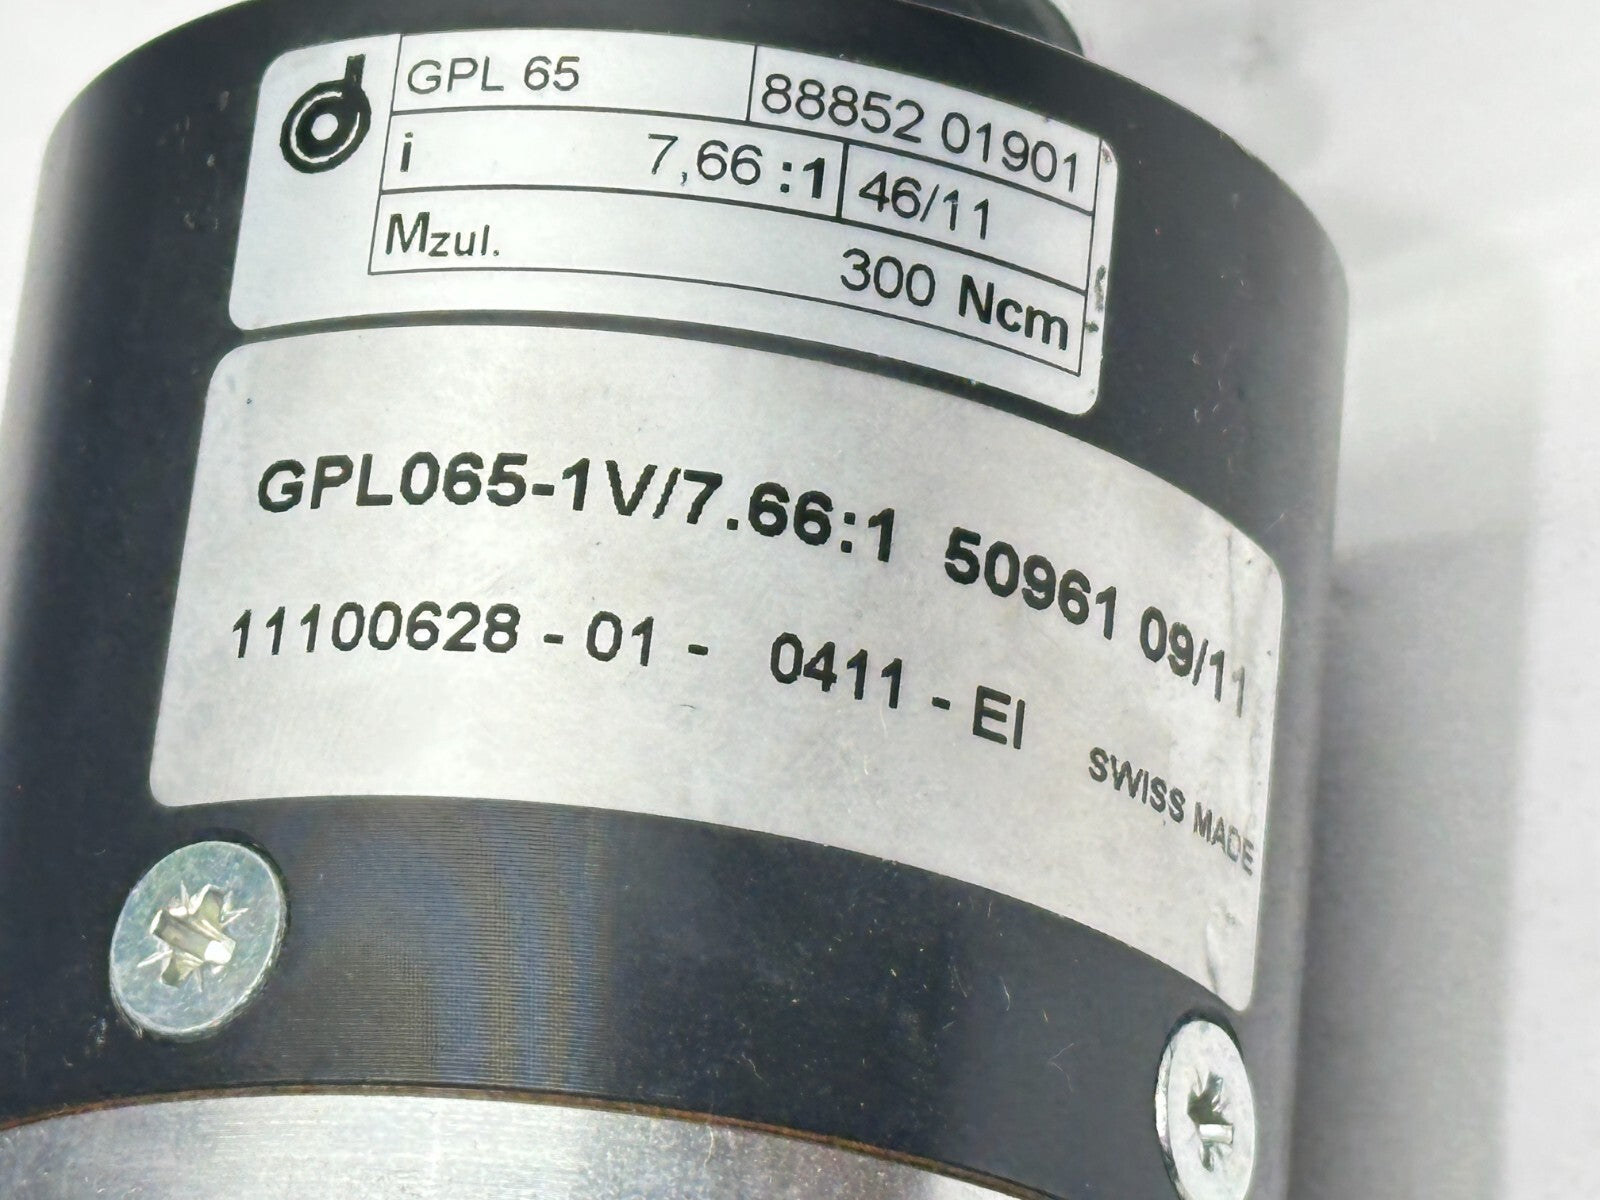 GPL 65 88852 01901
i 7,66 :1 46/11
Mzul. 300 Ncm
GPL065-1V/7.66:1 50961 09/11
11100628 - 01 - 0411 - EI
SWISS MADE